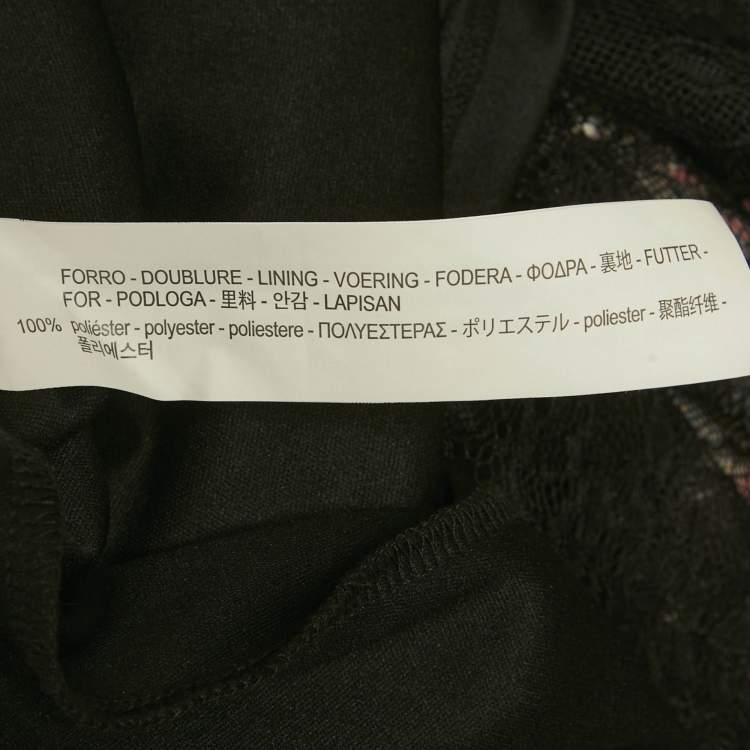 FORRO - DOUBLURE - LINING - VOERING - FODERA - ΦΟΔΡΑ - 裏地 - FUTTER -
FOR - PODLOGA - 里料 - 안감 - LAPISAN
100% poliéster - polyester - poliestere - ΠΟΛΥΕΣΤΕΡΑΣ - ポリエステル - poliester - 聚酯纤维 -
폴리에스터